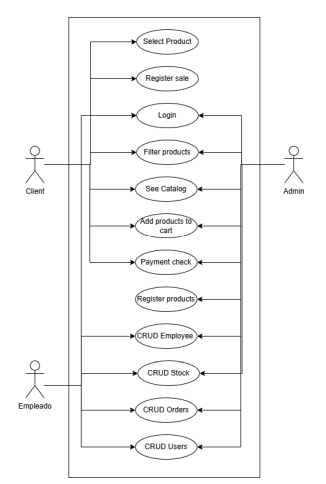 Select Product
Register sale
Login
Filter products
Client
Admin
See Catalog
Add products to
cart
Payment check
Register products
CRUD Employee
CRUD Stock
Empleado
CRUD Orders
CRUD Users